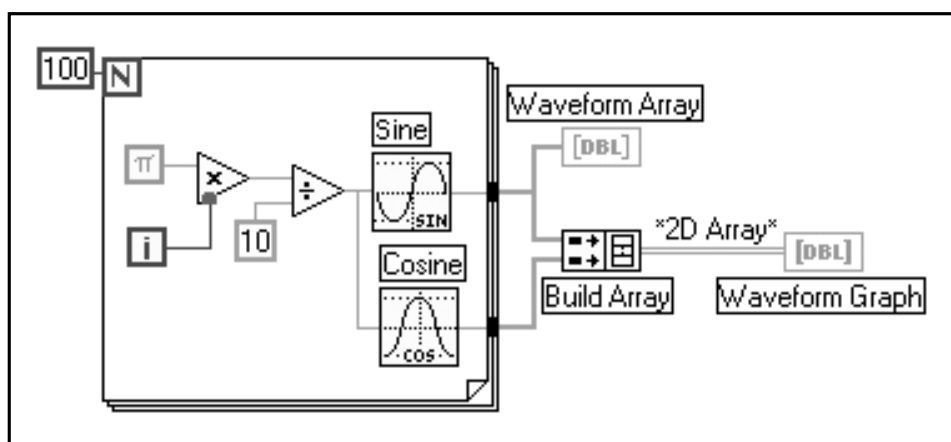 100
N
Waveform Array
Sine
[DBL]
π
×
÷
SIN
i
10
*2D Array*
[DBL]
Cosine
Build Array
Waveform Graph
COS